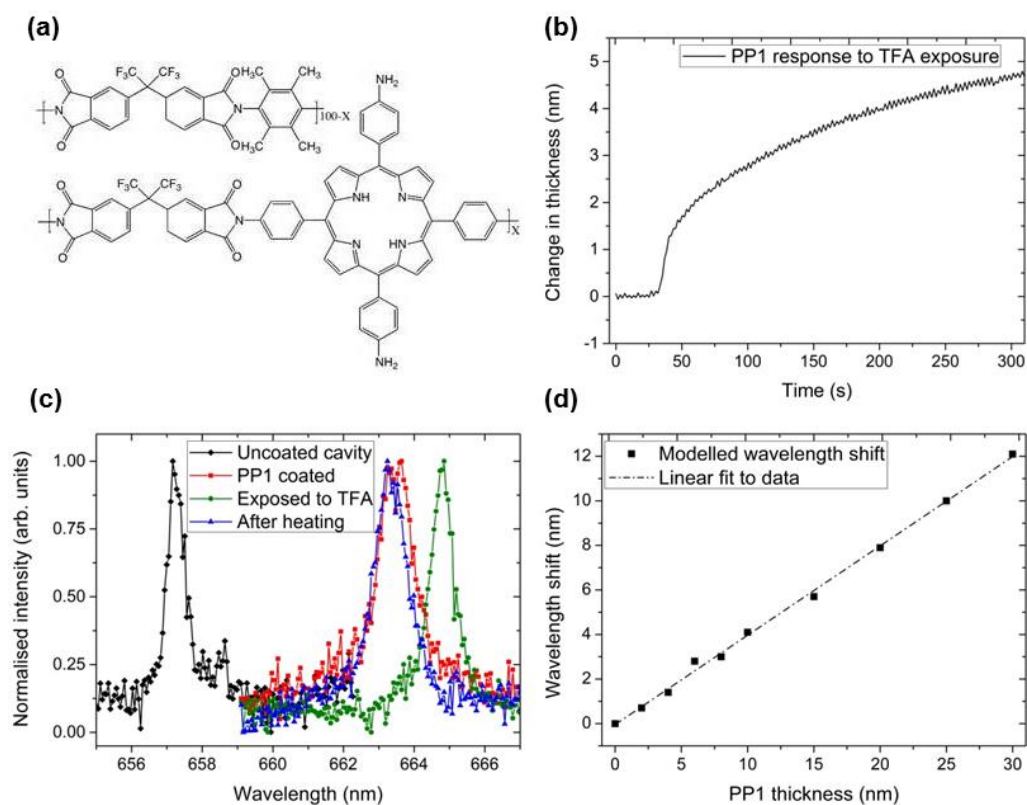 (a)
F₃C CF₃
O O CH₃
H₃C
N N
100-X
O O H₃C CH₃
NH₂
F₃C CF₃
O O
NH N
N N
X
N HN
O O
NH₂
(b)
PP1 response to TFA exposure
Change in thickness (nm)
5
4
3
2
1
0
-1
0 50 100 150 200 250 300
Time (s)
(c)
Uncoated cavity
PP1 coated
Exposed to TFA
After heating
Normalised intensity (arb. units)
1.00
0.75
0.50
0.25
0.00
656 658 660 662 664 666
Wavelength (nm)
(d)
Modelled wavelength shift
Linear fit to data
Wavelength shift (nm)
12
10
8
6
4
2
0
0 5 10 15 20 25 30
PP1 thickness (nm)